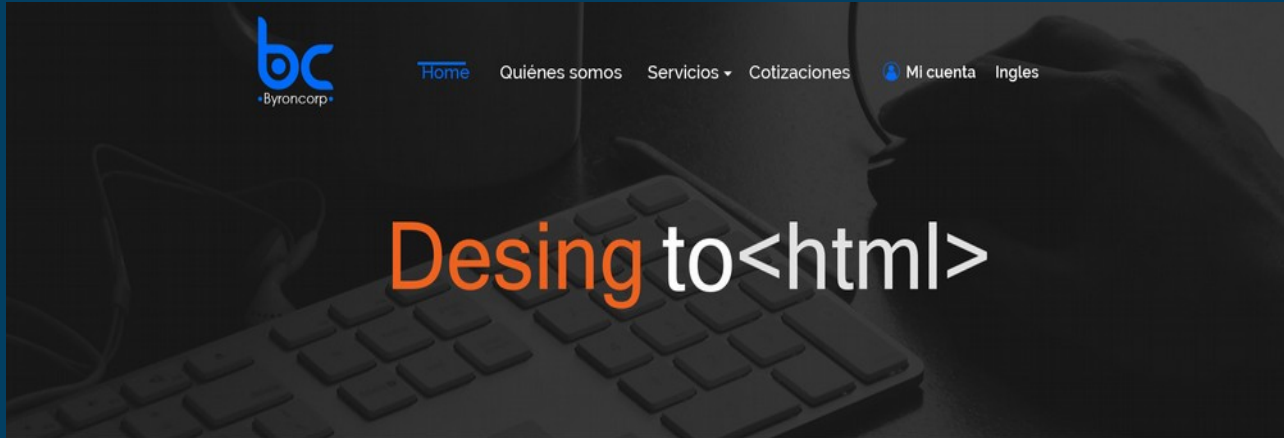 bc
•Byroncorp•
Home Quiénes somos Servicios Cotizaciones Mi cuenta Ingles
Desing to<html>